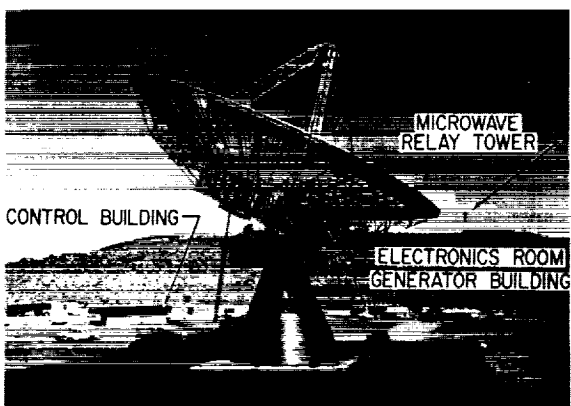 MICROWAVE
RELAY TOWER
CONTROL BUILDING
ELECTRONICS ROOM
GENERATOR BUILDING